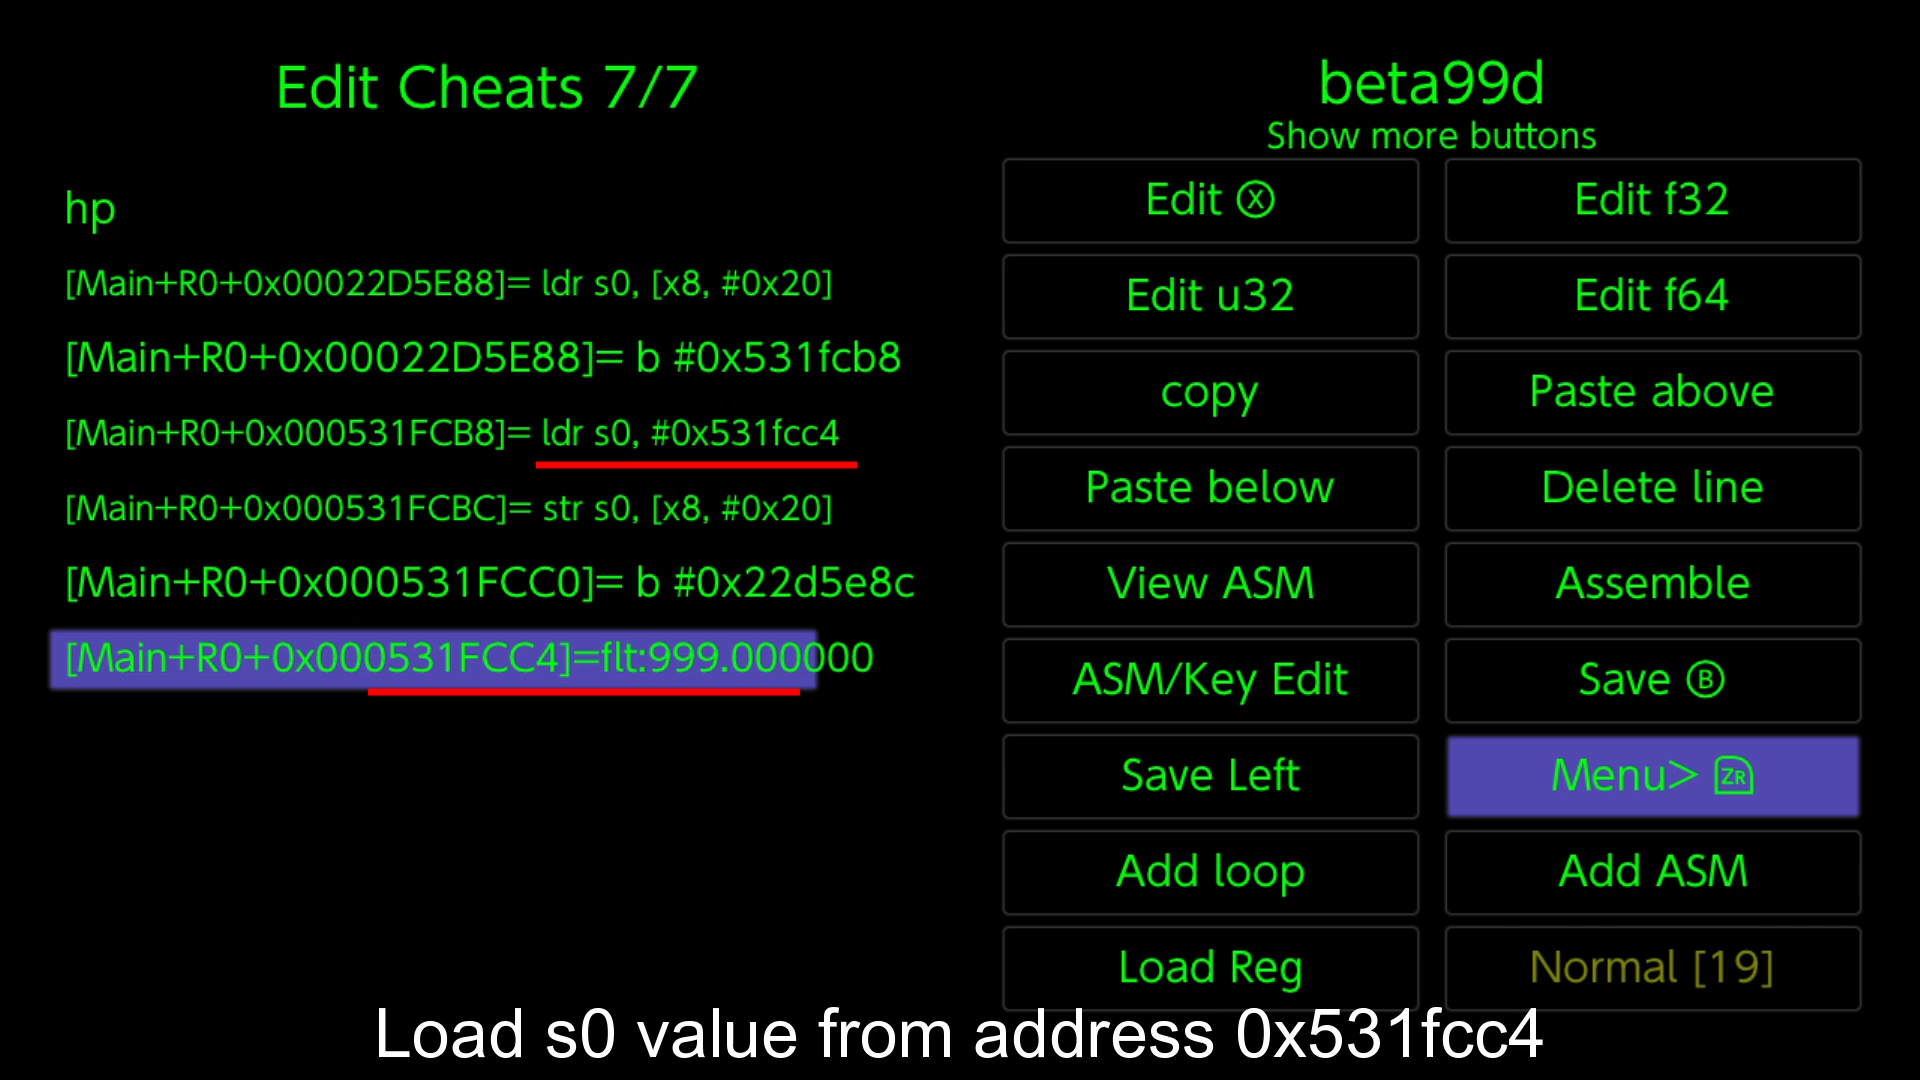 Edit Cheats 7/7
hp
[Main+R0+0x00022D5E88]= ldr s0, [x8, #0x20]
[Main+R0+0x00022D5E88]= b #0x531fcb8
[Main+R0+0x000531FCB8]= ldr s0, #0x531fcc4
[Main+R0+0x000531FCBC]= str s0, [x8, #0x20]
[Main+R0+0x000531FCC0]= b #0x22d5e8c
[Main+R0+0x000531FCC4]=flt:999.000000
beta99d
Show more buttons
Edit Ⓧ
Edit f32
Edit u32
Edit f64
copy
Paste above
Paste below
Delete line
View ASM
Assemble
ASM/Key Edit
Save Ⓑ
Save Left
Menu> ZR
Add loop
Add ASM
Load Reg
Normal [19]
Load s0 value from address 0x531fcc4